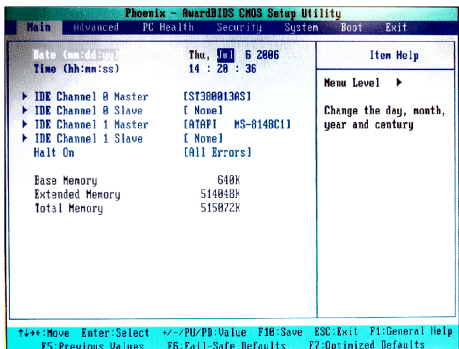 Phoenix - AwardBIOS CMOS Setup Utility
Main Advanced PC Health Security System Boot Exit
Date (mm:dd:yy) Thu, Jul 6 2006
Time (hh:mm:ss) 14 : 20 : 36
IDE Channel 0 Master [ST380013AS]
IDE Channel 0 Slave [ None]
IDE Channel 1 Master [ATAPI MS-8148C1]
IDE Channel 1 Slave [ None]
Halt On [All Errors]
Base Memory 640K
Extended Memory 514048K
Total Memory 515072K
Item Help
Menu Level
Change the day, month,
year and century
↑↓→←:Move Enter:Select +/-/PU/PD:Value F10:Save ESC:Exit F1:General Help
F5:Previous Values F6:Fail-Safe Defaults F7:Optimized Defaults